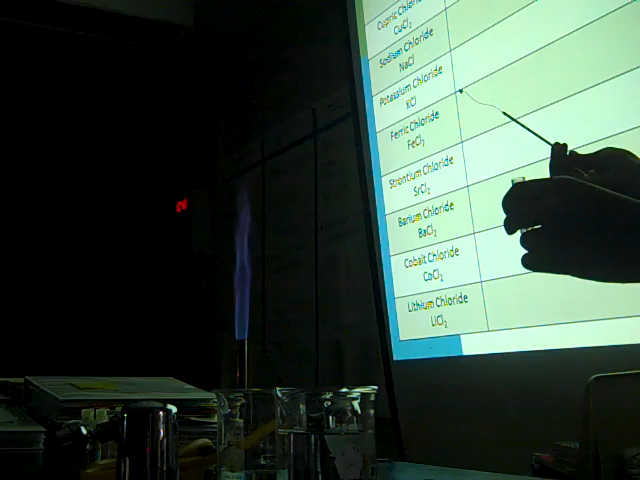 Cupric Chloride
CuCl2
Sodium Chloride
NaCl
Potassium Chloride
KCl
Ferric Chloride
FeCl2
Strontium Chloride
SrCl2
Barium Chloride
BaCl2
Cobalt Chloride
CoCl2
Lithium Chloride
LiCl2